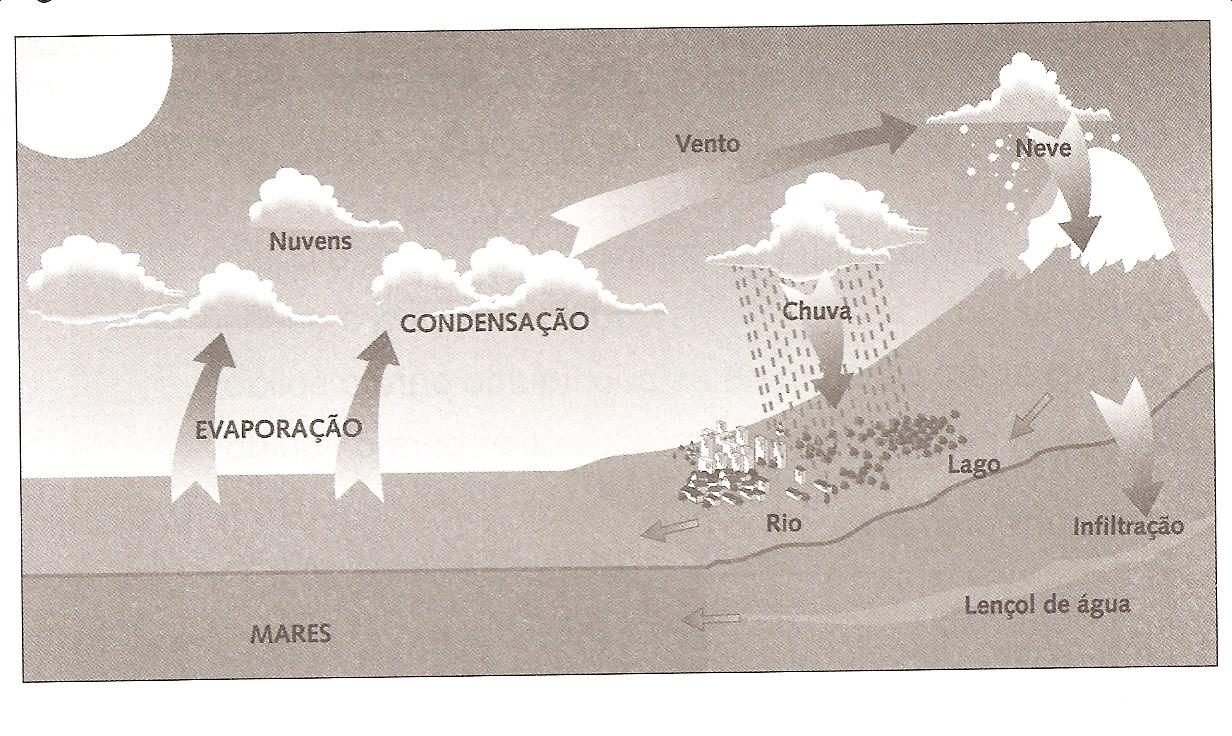 Vento
Neve
Nuvens
Chuva
CONDENSAÇÃO
EVAPORAÇÃO
Lago
Rio
Infiltração
Lençol de água
MARES